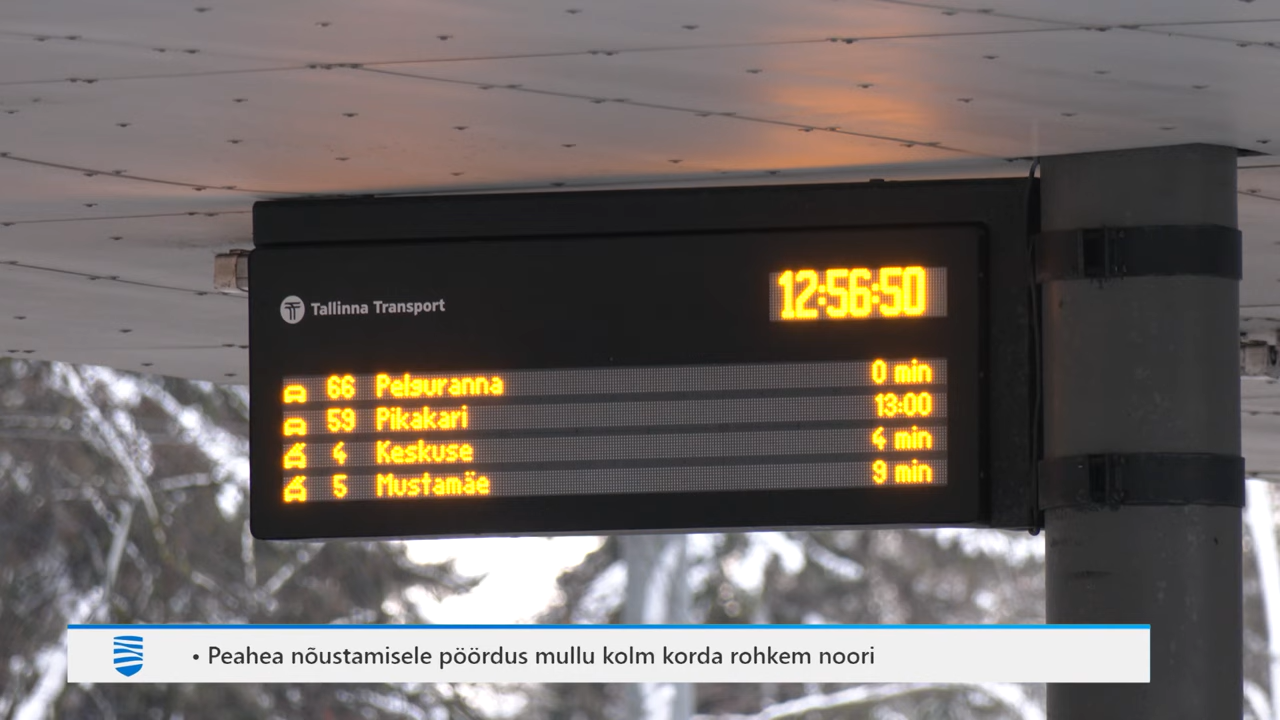 Tallinna Transport
12:56:50
66 Pelguranna 0 min
59 Pikakari 13:00
4 Keskuse 4 min
5 Mustamäe 9 min
• Peahea nõustamisele pöördus mullu kolm korda rohkem noori